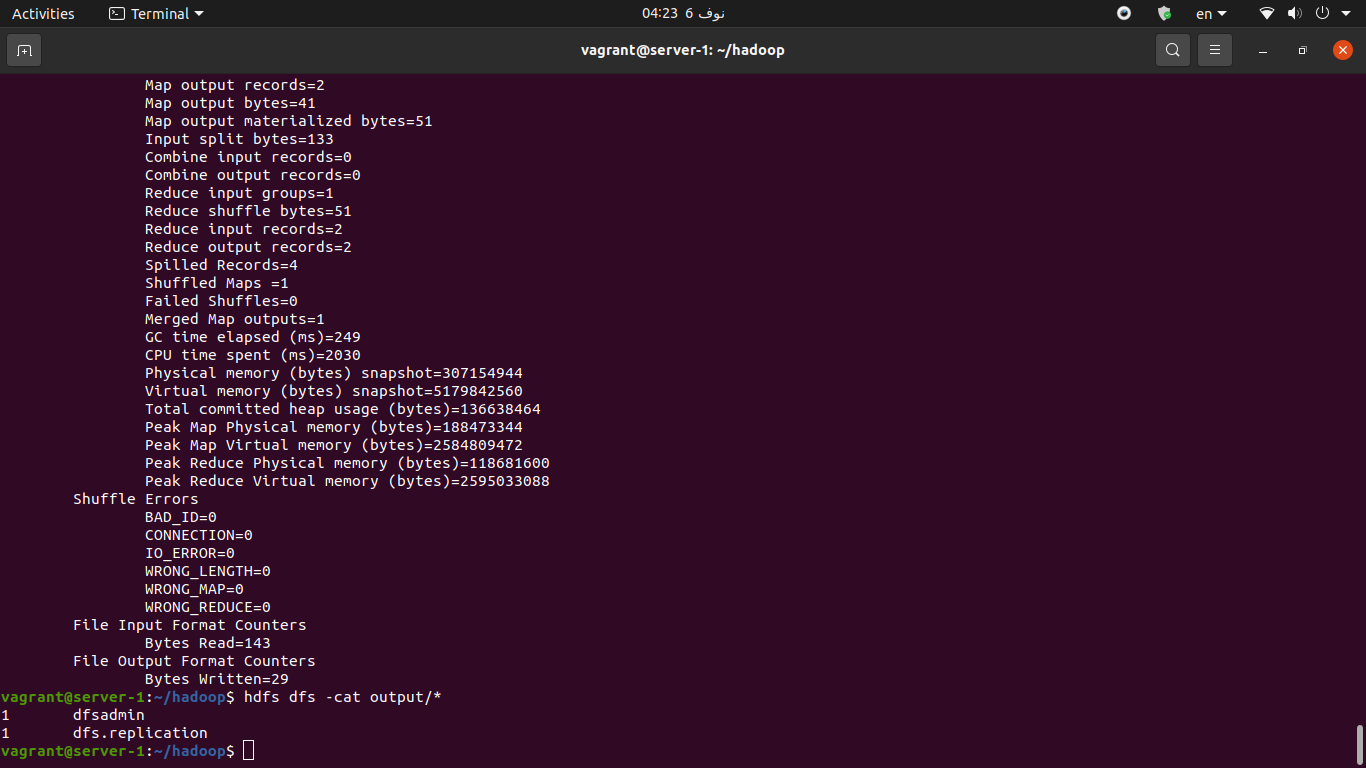 Activities Terminal 04:23 6 نوف en
vagrant@server-1: ~/hadoop
Map output records=2
Map output bytes=41
Map output materialized bytes=51
Input split bytes=133
Combine input records=0
Combine output records=0
Reduce input groups=1
Reduce shuffle bytes=51
Reduce input records=2
Reduce output records=2
Spilled Records=4
Shuffled Maps =1
Failed Shuffles=0
Merged Map outputs=1
GC time elapsed (ms)=249
CPU time spent (ms)=2030
Physical memory (bytes) snapshot=307154944
Virtual memory (bytes) snapshot=5179842560
Total committed heap usage (bytes)=136638464
Peak Map Physical memory (bytes)=188473344
Peak Map Virtual memory (bytes)=2584809472
Peak Reduce Physical memory (bytes)=118681600
Peak Reduce Virtual memory (bytes)=2595033088
Shuffle Errors
BAD_ID=0
CONNECTION=0
IO_ERROR=0
WRONG_LENGTH=0
WRONG_MAP=0
WRONG_REDUCE=0
File Input Format Counters
Bytes Read=143
File Output Format Counters
Bytes Written=29
vagrant@server-1:~/hadoop$ hdfs dfs -cat output/*
1 dfsadmin
1 dfs.replication
vagrant@server-1:~/hadoop$